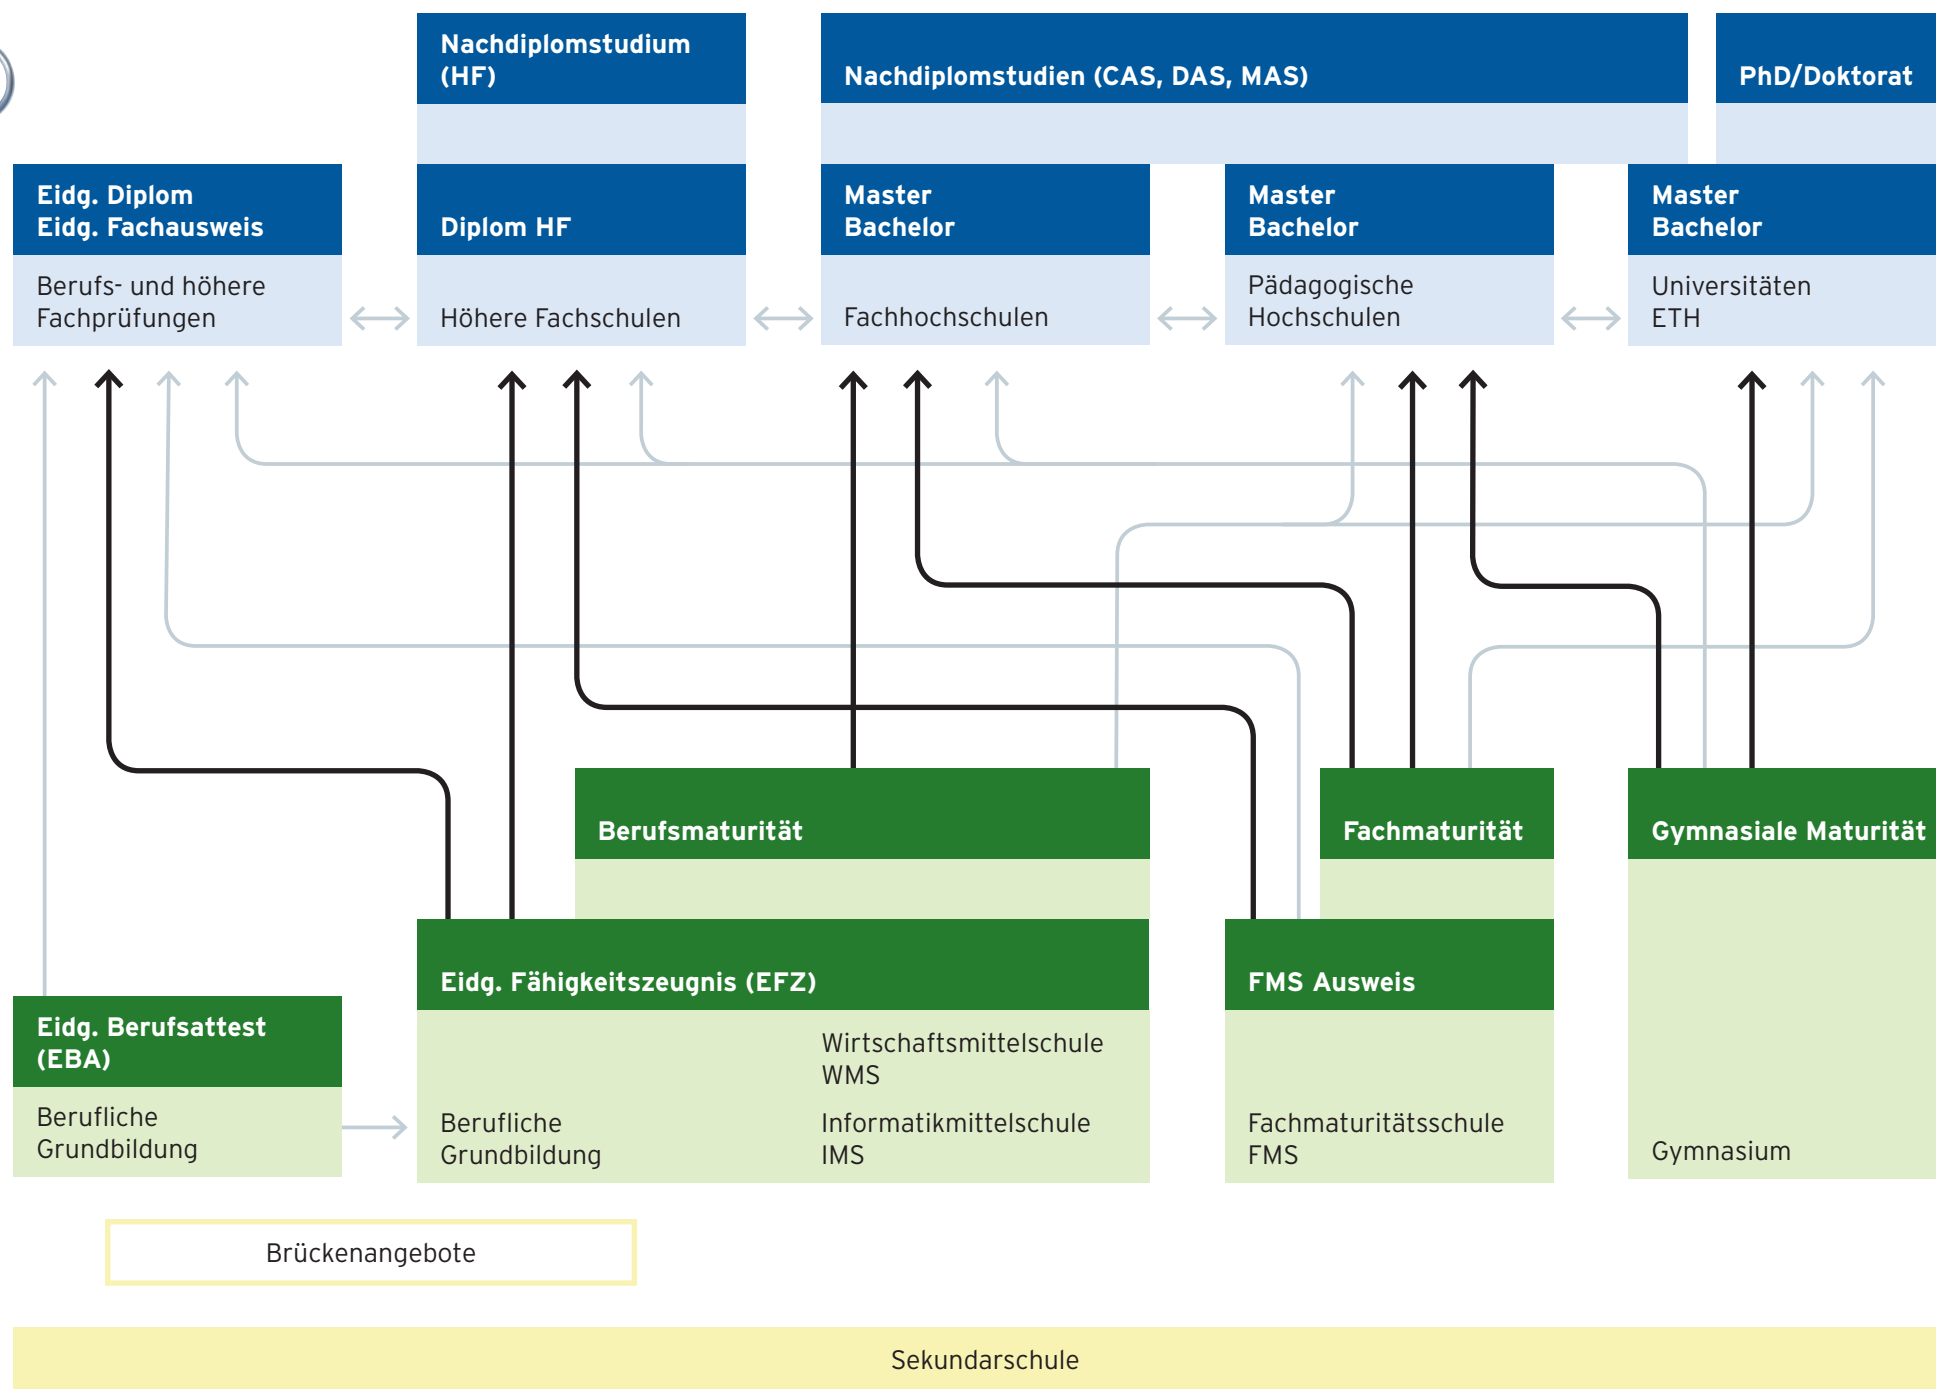 Nachdiplomstudium
(HF)
Nachdiplomstudien (CAS, DAS, MAS)
PhD/Doktorat
Eidg. Diplom
Eidg. Fachausweis
Diplom HF
Master
Bachelor
Master
Bachelor
Master
Bachelor
Berufs- und höhere
Fachprüfungen
Höhere Fachschulen
Fachhochschulen
Pädagogische
Hochschulen
Universitäten
ETH
Berufsmaturität
Fachmaturität
Gymnasiale Maturität
Eidg. Fähigkeitszeugnis (EFZ)
FMS Ausweis
Eidg. Berufsattest
(EBA)
Berufliche
Grundbildung
Berufliche
Grundbildung
Wirtschaftsmittelschule
WMS
Informatikmittelschule
IMS
Fachmaturitätsschule
FMS
Gymnasium
Brückenangebote
Sekundarschule